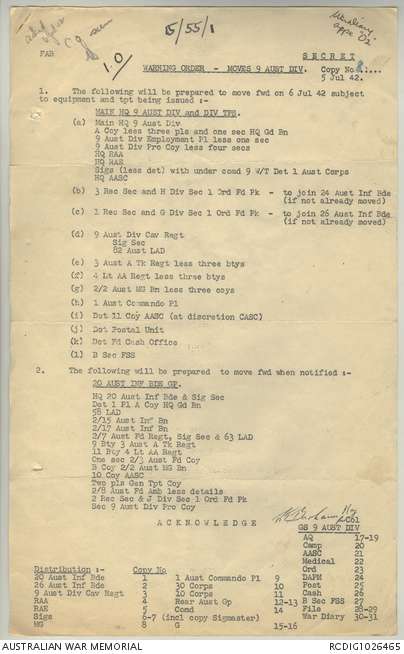 15/55/1
War Diary
appx "D2"
1.0/
FAB
SECRET
WARNING ORDER - MOVES 9 AUST DIV.
Copy No 8....
5 Jul 42.
1. The following will be prepared to move fwd on 6 Jul 42 subject
to equipment and tpt being issued :-
MAIN HQ 9 AUST DIV and DIV TPS.
(a) Main HQ 9 Aust Div
A Coy less three pls and one sec HQ Gd Bn
9 Aust Div Employment Pl less one sec
9 Aust Div Pro Coy less four secs
HQ RAA
HQ RAE
Sigs (less det) with under comd 9 W/T Det 1 Aust Corps
HQ AASC
(b) 3 Rec Sec and H Div Sec 1 Ord Fd Pk - to join 24 Aust Inf Bde
(if not already moved)
(c) 1 Rec Sec and G Div Sec 1 Ord Fd Pk - to join 26 Aust Inf Bde
(if not already moved)
(d) 9 Aust Div Cav Regt
Sig Sec
82 Aust LAD
(e) 3 Aust A Tk Regt less three btys
(f) 4 Lt AA Regt less three btys
(g) 2/2 Aust MG Bn less three coys
(h) 1 Aust Commando Pl
(i) Det 11 Coy AASC (at discretion CASC)
(j) Det Postal Unit
(k) Det Fd Cash Office
(l) B Sec FSS
2. The following will be prepared to move fwd when notified :-
20 AUST INF BDE GP.
HQ 20 Aust Inf Bde & Sig Sec
Det 1 Pl A Coy HQ Gd Bn
58 LAD
2/15 Aust Inf Bn
2/17 Aust Inf Bn
2/7 Aust Fd Regt, Sig Sec & 63 LAD
9 Bty 3 Aust A Tk Regt
11 Bty 4 Lt AA Regt
One sec 2/3 Aust Fd Coy
B Coy 2/2 Aust MG Bn
10 Coy AASC
Two pls Gen Tpt Coy
2/8 Aust Fd Amb less details
2 Rec Sec & J Div Sec 1 Ord Fd Pk
Sec 9 Aust Div Pro Coy
ACKNOWLEDGE
Lt-Col
GS 9 AUST DIV
Distribution : Copy No
20 Aust Inf Bde 1 1 Aust Commando Pl 9 AQ 17-19
26 Aust Inf Bde 2 30 Corps 10 Camp 20
9 Aust Div Cav Regt 3 10 Corps 11 AASC 21
RAA 4 Rear Aust Gp 12-13 Medical 22
RAE 5 Comd 14 Ord 23
Sigs 6-7 (incl copy Sigmaster) DAPM 24
MG 8 G 15-16 Post 25
Cash 26
B Sec FSS 27
File 28-29
War Diary 30-31
AUSTRALIAN WAR MEMORIAL
RCDIG1026465